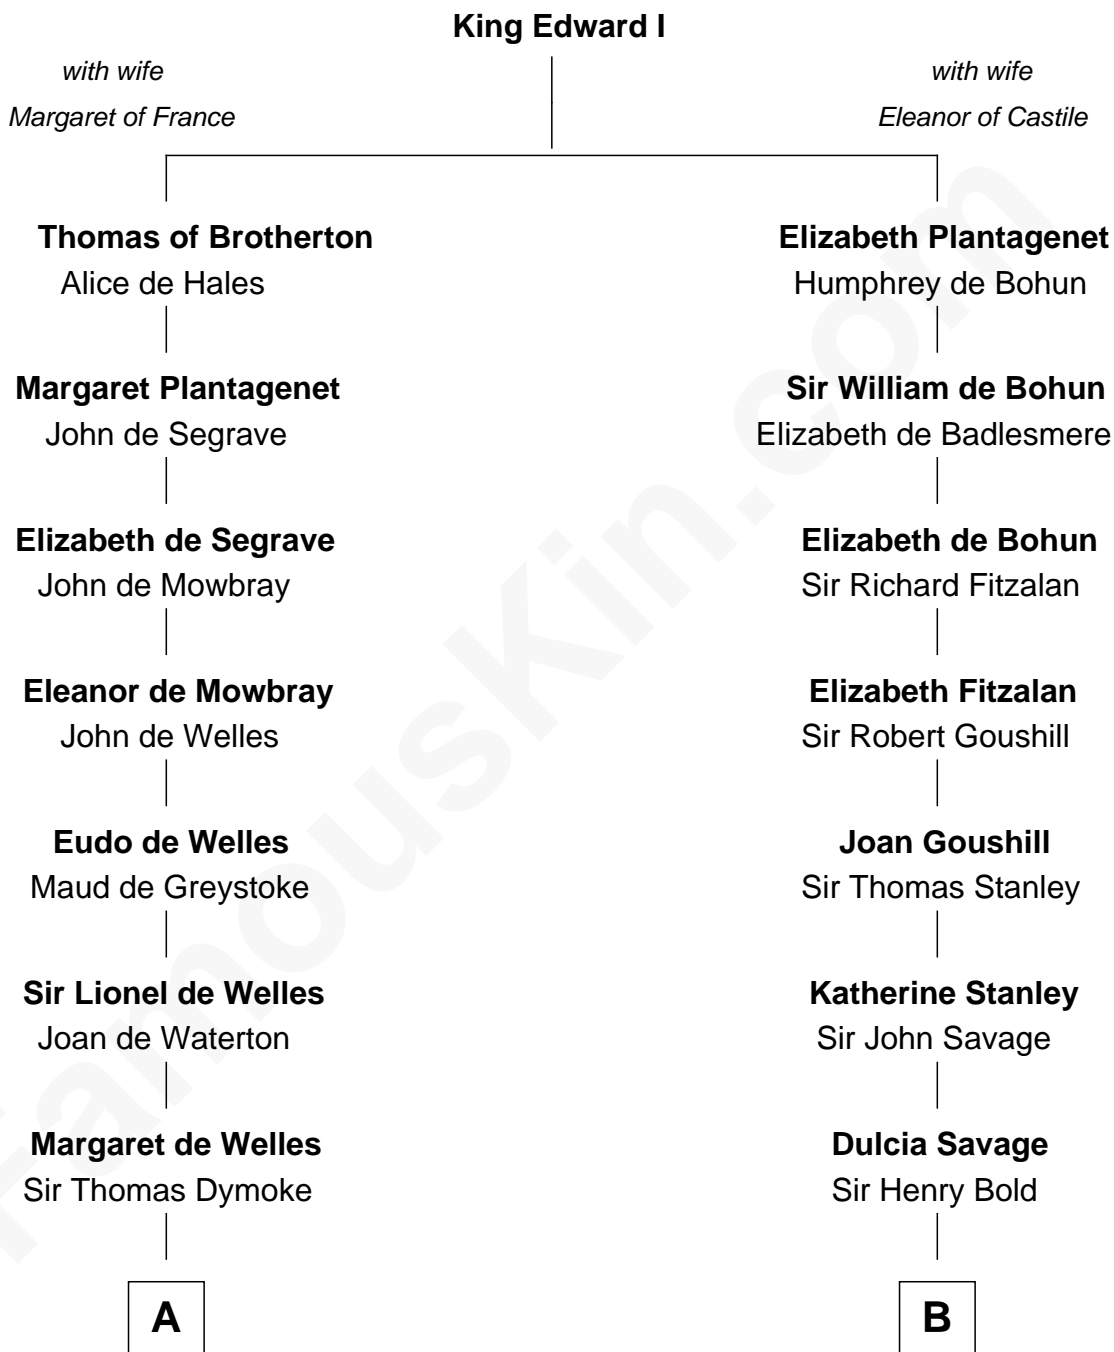 King Edward I
with wife
Margaret of France
with wife
Eleanor of Castile
Thomas of Brotherton
Alice de Hales
Elizabeth Plantagenet
Humphrey de Bohun
Margaret Plantagenet
John de Segrave
Sir William de Bohun
Elizabeth de Badlesmere
Elizabeth de Segrave
John de Mowbray
Elizabeth de Bohun
Sir Richard Fitzalan
Eleanor de Mowbray
John de Welles
Elizabeth Fitzalan
Sir Robert Goushill
Eudo de Welles
Maud de Greystoke
Joan Goushill
Sir Thomas Stanley
Sir Lionel de Welles
Joan de Waterton
Katherine Stanley
Sir John Savage
Margaret de Welles
Sir Thomas Dymoke
Dulcia Savage
Sir Henry Bold
A
B
FamousKin.com